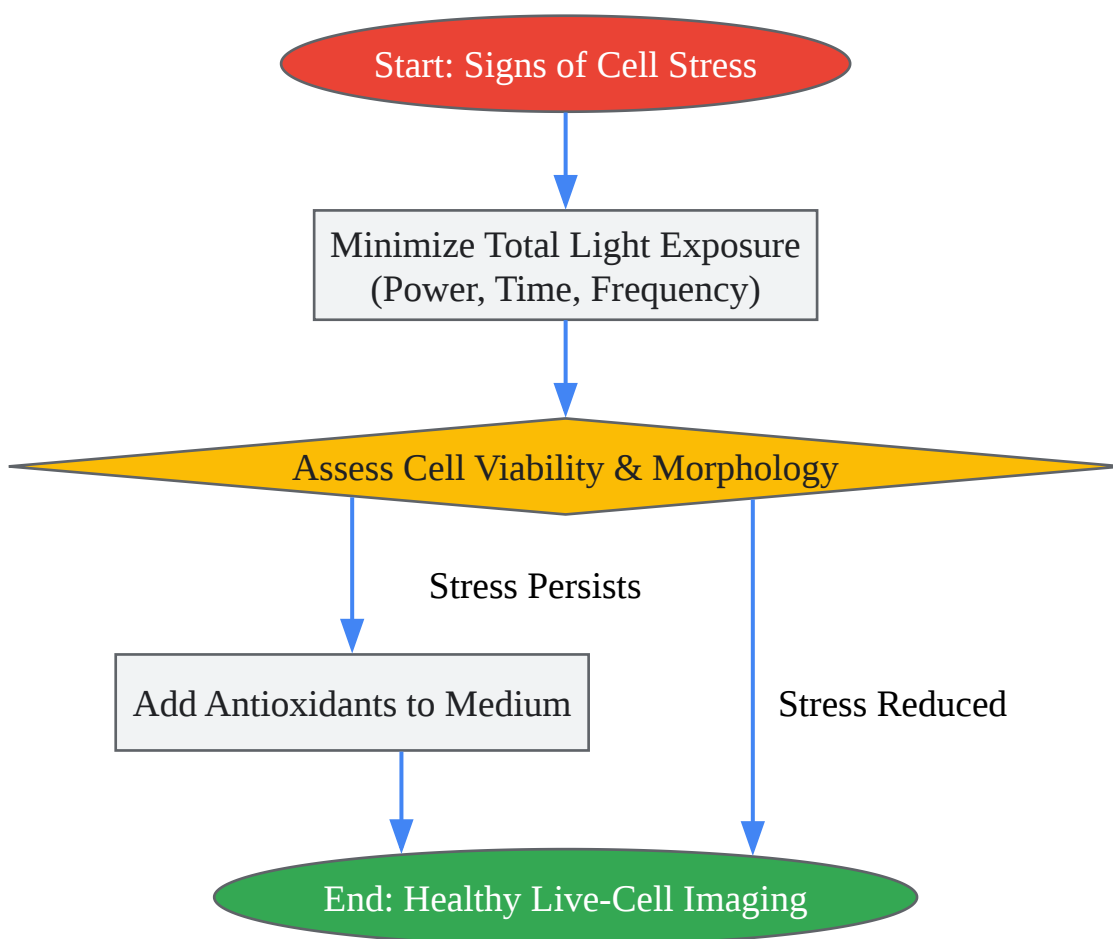 Start: Signs of Cell Stress
Minimize Total Light Exposure
(Power, Time, Frequency)
Assess Cell Viability & Morphology
Stress Persists
Add Antioxidants to Medium
Stress Reduced
End: Healthy Live-Cell Imaging